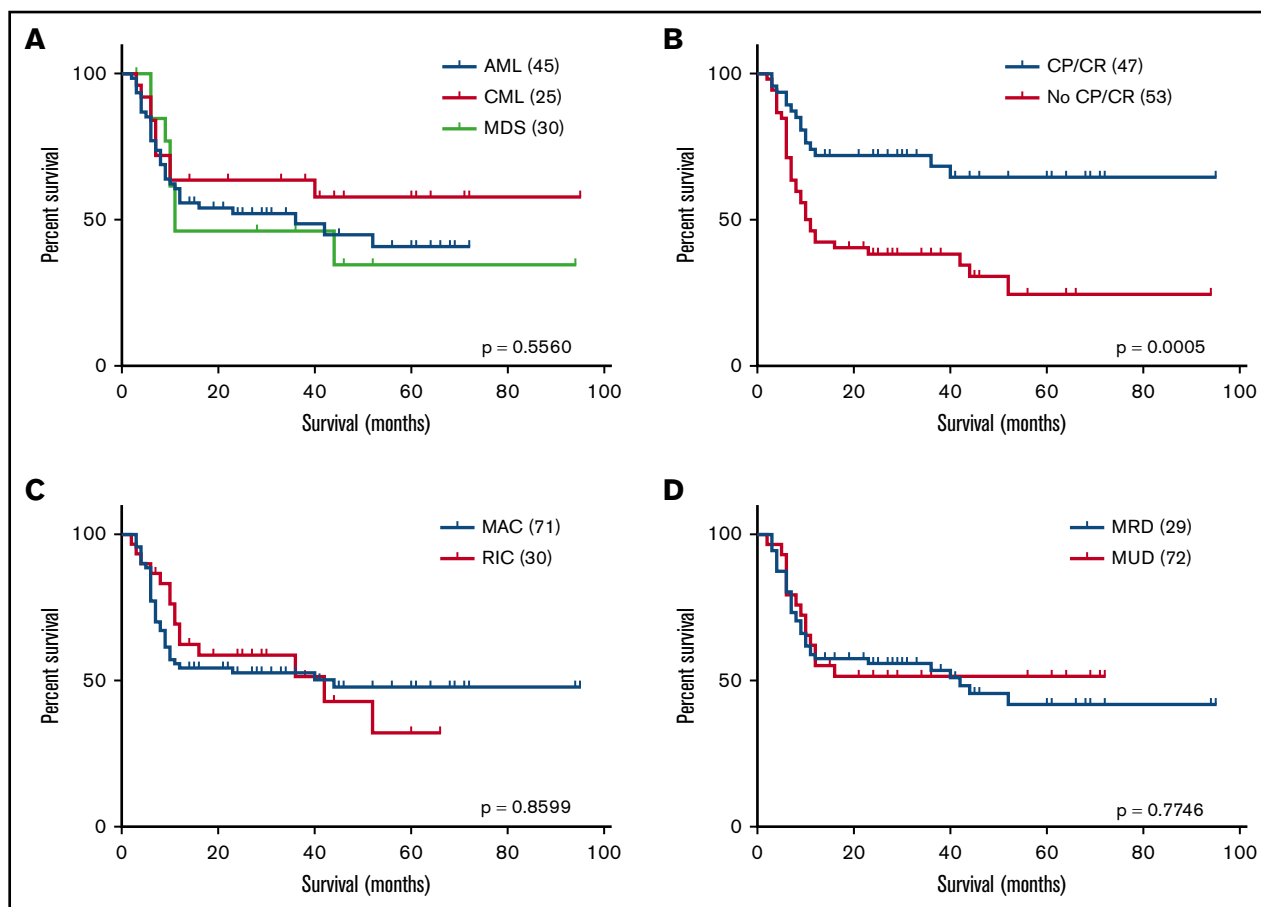 A
AML (45)
CML (25)
MDS (30)
Percent survival
100
50
0
p = 0.5560
0 20 40 60 80 100
Survival (months)
B
CP/CR (47)
No CP/CR (53)
Percent survival
100
50
0
p = 0.0005
0 20 40 60 80 100
Survival (months)
C
MAC (71)
RIC (30)
Percent survival
100
50
0
p = 0.8599
0 20 40 60 80 100
Survival (months)
D
MRD (29)
MUD (72)
Percent survival
100
50
0
p = 0.7746
0 20 40 60 80 100
Survival (months)